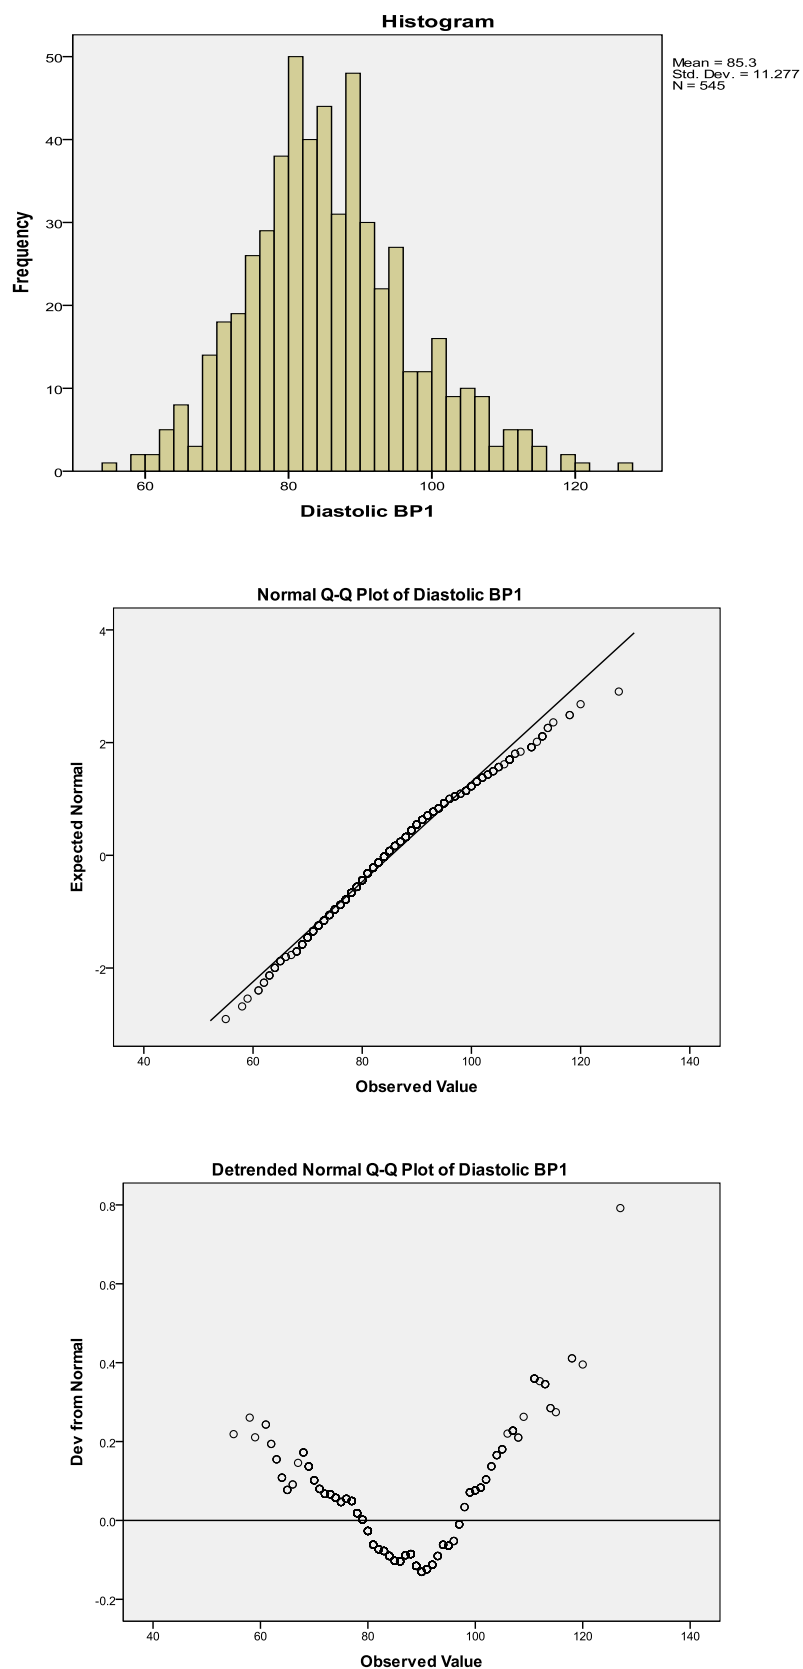 Histogram
Mean = 85.3
Std. Dev. = 11.277
N = 545
50
40
30
20
10
0
Frequency
60 80 100 120
Diastolic BP1
Normal Q-Q Plot of Diastolic BP1
4
2
0
-2
Expected Normal
40 60 80 100 120 140
Observed Value
Detrended Normal Q-Q Plot of Diastolic BP1
0.8
0.6
0.4
0.2
0.0
-0.2
Dev from Normal
40 60 80 100 120 140
Observed Value